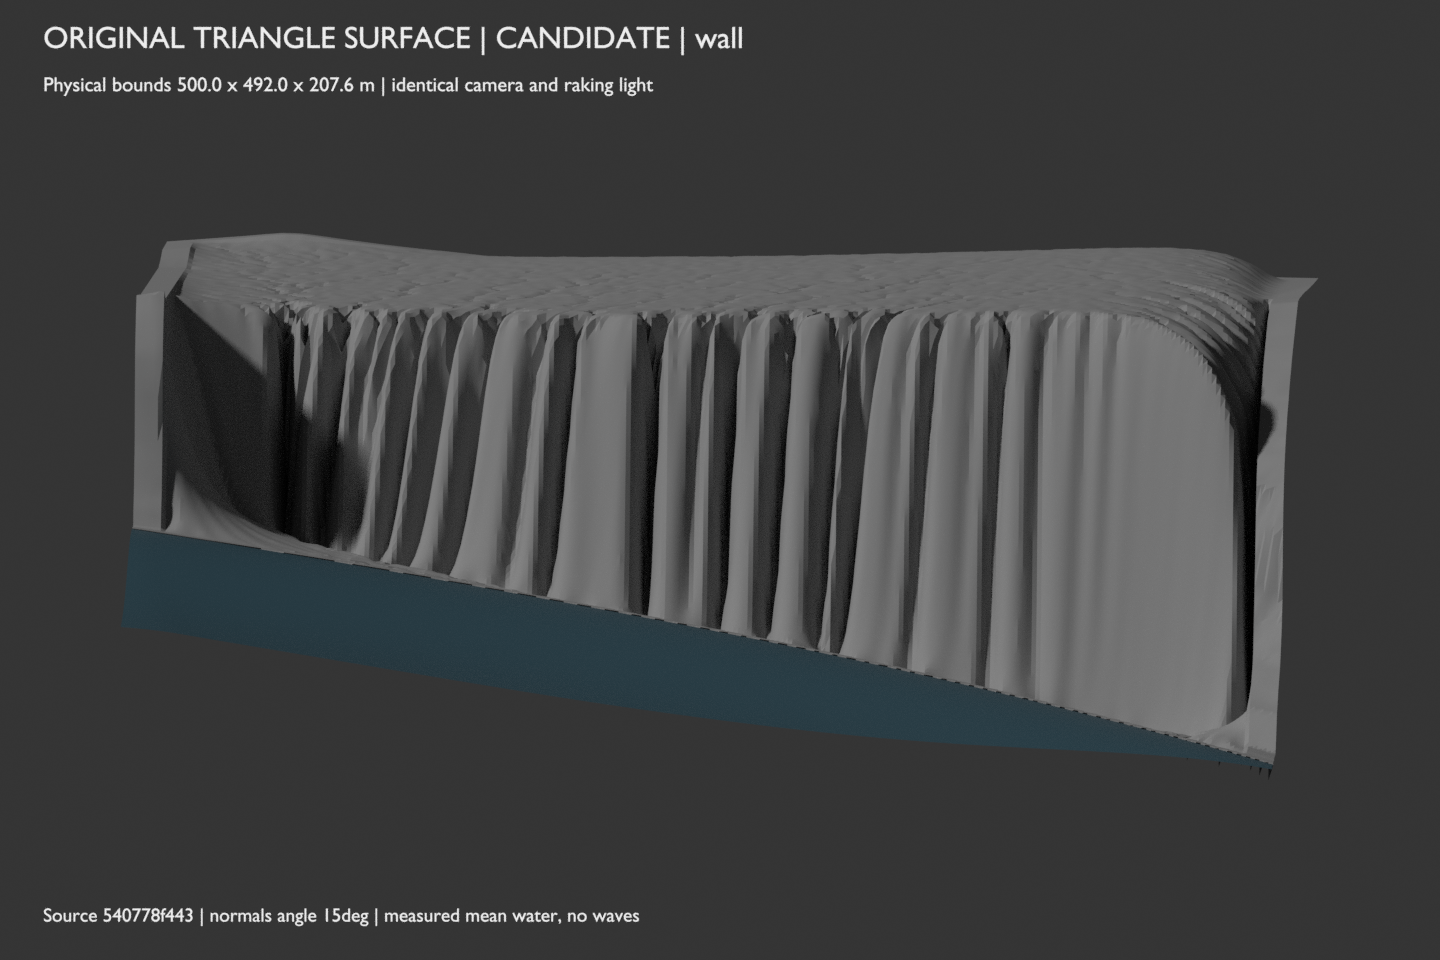 ORIGINAL TRIANGLE SURFACE | CANDIDATE | wall
Physical bounds 500.0 x 492.0 x 207.6 m | identical camera and raking light
Source 540778f443 | normals angle 15deg | measured mean water, no waves